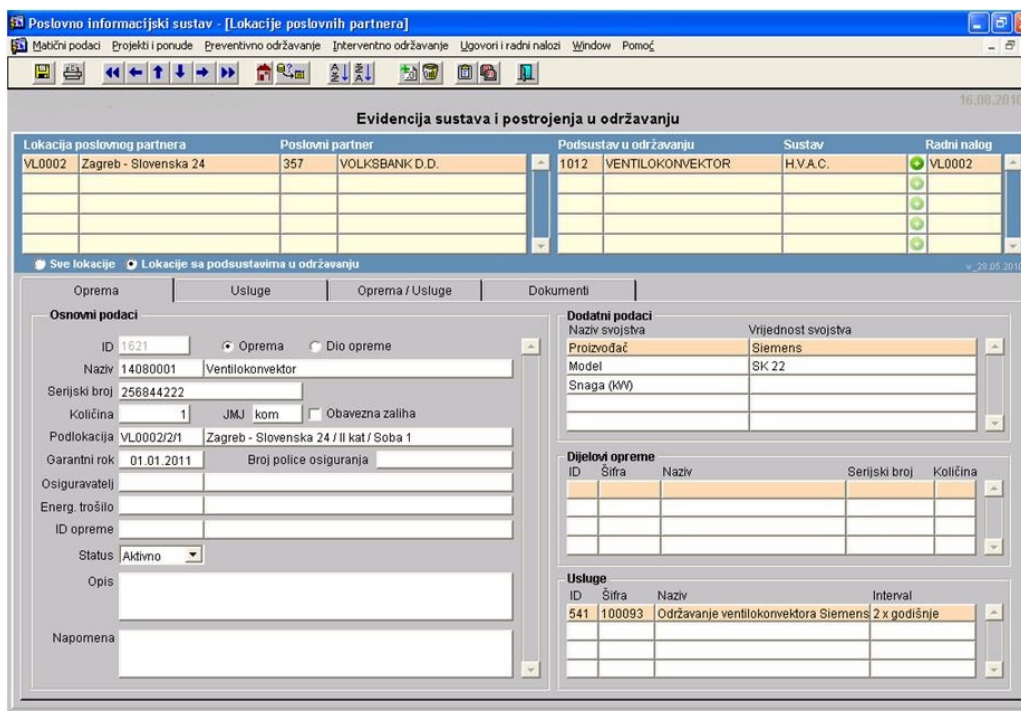 Poslovno informacijski sustav - [Lokacije poslovnih partnera]
Matični podaci Projekti i ponude Preventivno održavanje Interventno održavanje Ugovori i radni nalozi Window Pomoć
16.08.2010
Evidencija sustava i postrojenja u održavanju
Lokacija poslovnog partnera Poslovni partner Podsustav u održavanju Sustav Radni nalog
VL0002 Zagreb - Slovenska 24 357 VOLKSBANK D.D. 1012 VENTILOKONVEKTOR H.V.A.C. VL0002
Sve lokacije Lokacije sa podsustavima u održavanju
v_28.05.2010
Oprema Usluge Oprema / Usluge Dokumenti
Osnovni podaci
ID 1621 Oprema Dio opreme
Naziv 14080001 Ventilokonvektor
Serijski broj 256844222
Količina 1 JMJ kom Obavezna zaliha
Podlokacija VL0002/2/1 Zagreb - Slovenska 24 / II kat / Soba 1
Garantni rok 01.01.2011 Broj police osiguranja
Osiguravatelj
Energ. trošilo
ID opreme
Status Aktivno
Opis
Napomena
Dodatni podaci
Naziv svojstva Vrijednost svojstva
Proizvođač Siemens
Model SK 22
Snaga (kW)
Dijelovi opreme
ID Šifra Naziv Serijski broj Količina
Usluge
ID Šifra Naziv Interval
541 100093 Održavanje ventilokonvektora Siemens 2 x godišnje